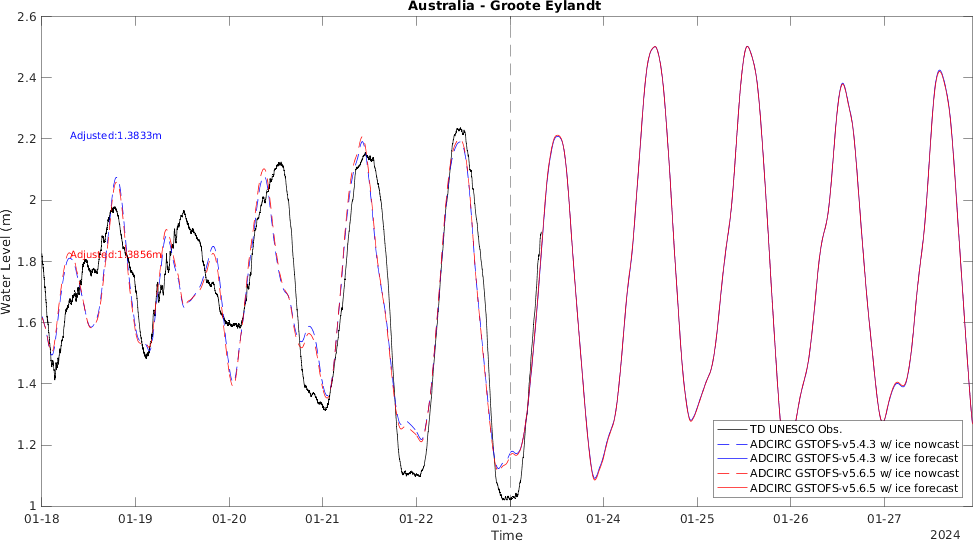 Australia - Groote Eylandt
2.6
2.4
2.2
2
1.8
1.6
1.4
1.2
1
Water Level (m)
Adjusted:1.3833m
Adjusted:1.3856m
TD UNESCO Obs.
ADCIRC GSTOFS-v5.4.3 w/ ice nowcast
ADCIRC GSTOFS-v5.4.3 w/ ice forecast
ADCIRC GSTOFS-v5.6.5 w/ ice nowcast
ADCIRC GSTOFS-v5.6.5 w/ ice forecast
01-18 01-19 01-20 01-21 01-22 01-23 01-24 01-25 01-26 01-27
Time
2024